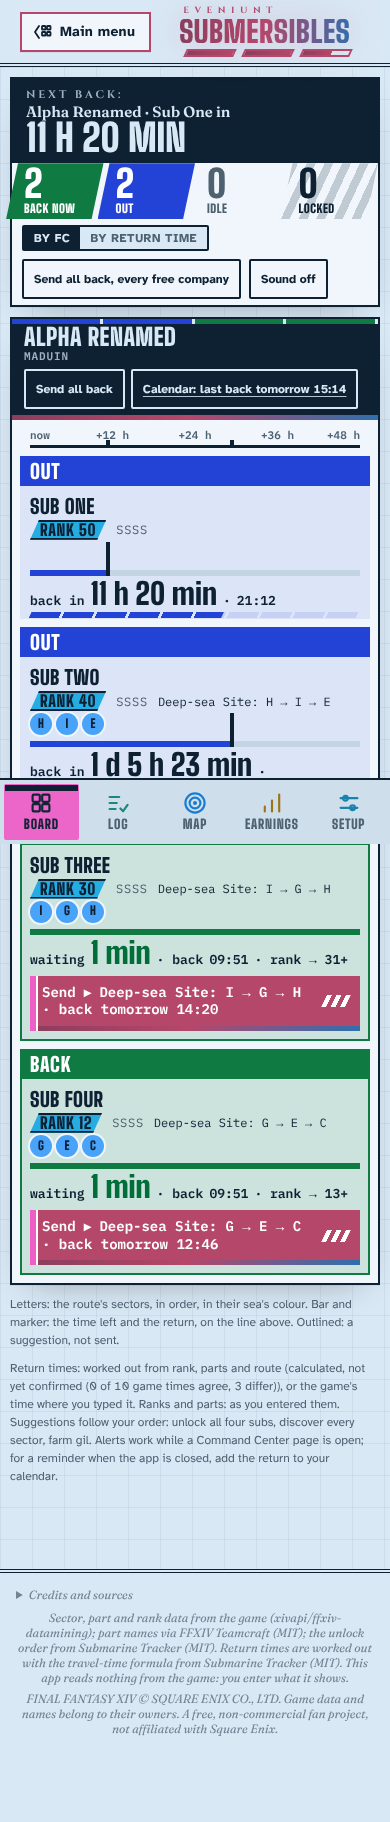 Main menu
EVENIUNT
SUBMERSIBLES
NEXT BACK:
Alpha Renamed · Sub One in
11 H 20 MIN
2 BACK NOW
2 OUT
0 IDLE
0 LOCKED
BY FC BY RETURN TIME
Send all back, every free company Sound off
ALPHA RENAMED
MADUIN
Send all back Calendar: last back tomorrow 15:14
now +12 h +24 h +36 h +48 h
OUT
SUB ONE
RANK 50 SSSS
back in 11 h 20 min · 21:12
OUT
SUB TWO
RANK 40 SSSS Deep-sea Site: H → I → E
H I E
back in 1 d 5 h 23 min ·
BOARD LOG MAP EARNINGS SETUP
SUB THREE
RANK 30 SSSS Deep-sea Site: I → G → H
I G H
waiting 1 min · back 09:51 · rank → 31+
Send ▶ Deep-sea Site: I → G → H
· back tomorrow 14:20
BACK
SUB FOUR
RANK 12 SSSS Deep-sea Site: G → E → C
G E C
waiting 1 min · back 09:51 · rank → 13+
Send ▶ Deep-sea Site: G → E → C
· back tomorrow 12:46
Letters: the route's sectors, in order, in their sea's colour. Bar and
marker: the time left and the return, on the line above. Outlined: a
suggestion, not sent.
Return times: worked out from rank, parts and route (calculated, not
yet confirmed (0 of 10 game times agree, 3 differ)), or the game's
time where you typed it. Ranks and parts: as you entered them.
Suggestions follow your order: unlock all four subs, discover every
sector, farm gil. Alerts work while a Command Center page is open;
for a reminder when the app is closed, add the return to your
calendar.
▶ Credits and sources
Sector, part and rank data from the game (xivapi/ffxiv-
datamining); part names via FFXIV Teamcraft (MIT); the unlock
order from Submarine Tracker (MIT). Return times are worked out
with the travel-time formula from Submarine Tracker (MIT). This
app reads nothing from the game: you enter what it shows.
FINAL FANTASY XIV © SQUARE ENIX CO., LTD. Game data and
names belong to their owners. A free, non-commercial fan project,
not affiliated with Square Enix.